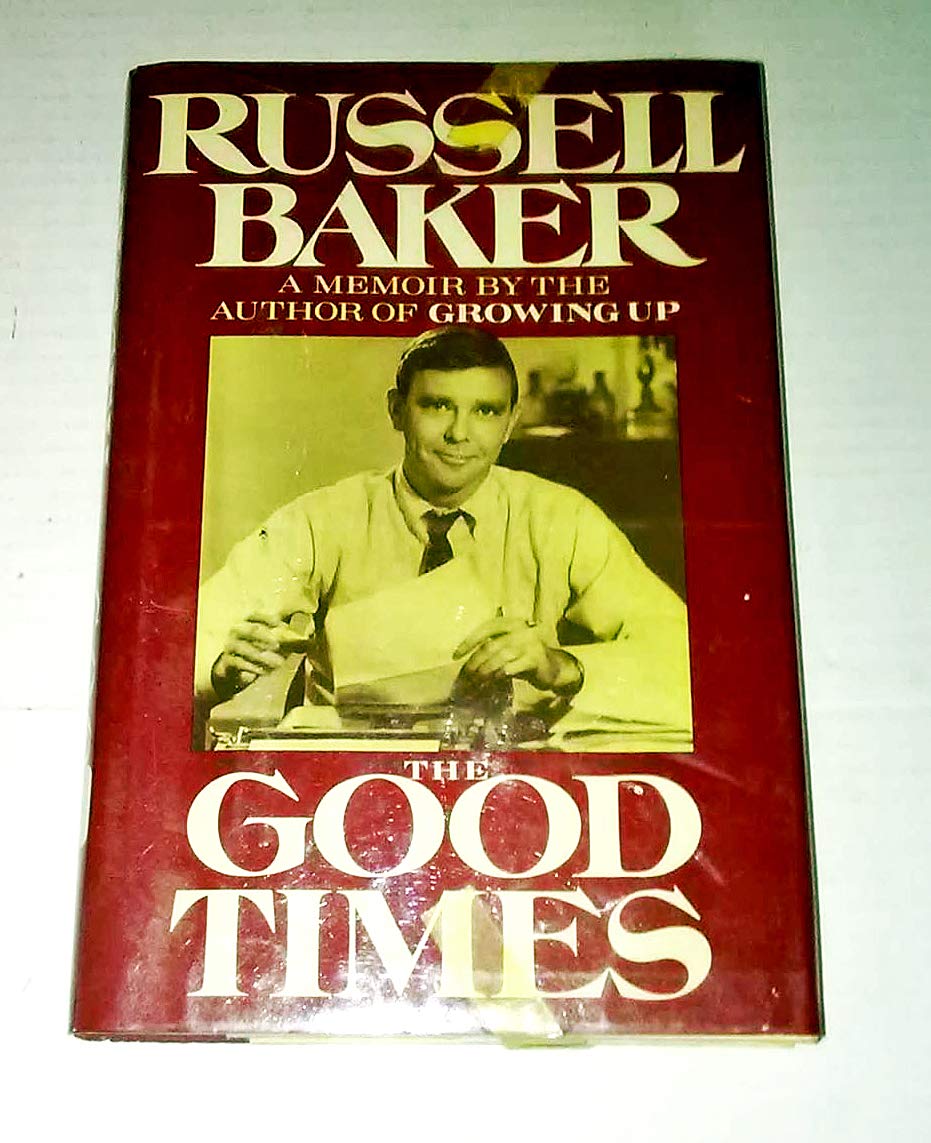 RUSSELL
BAKER
A MEMOIR BY THE
AUTHOR OF GROWING UP
THE
GOOD
TIMES